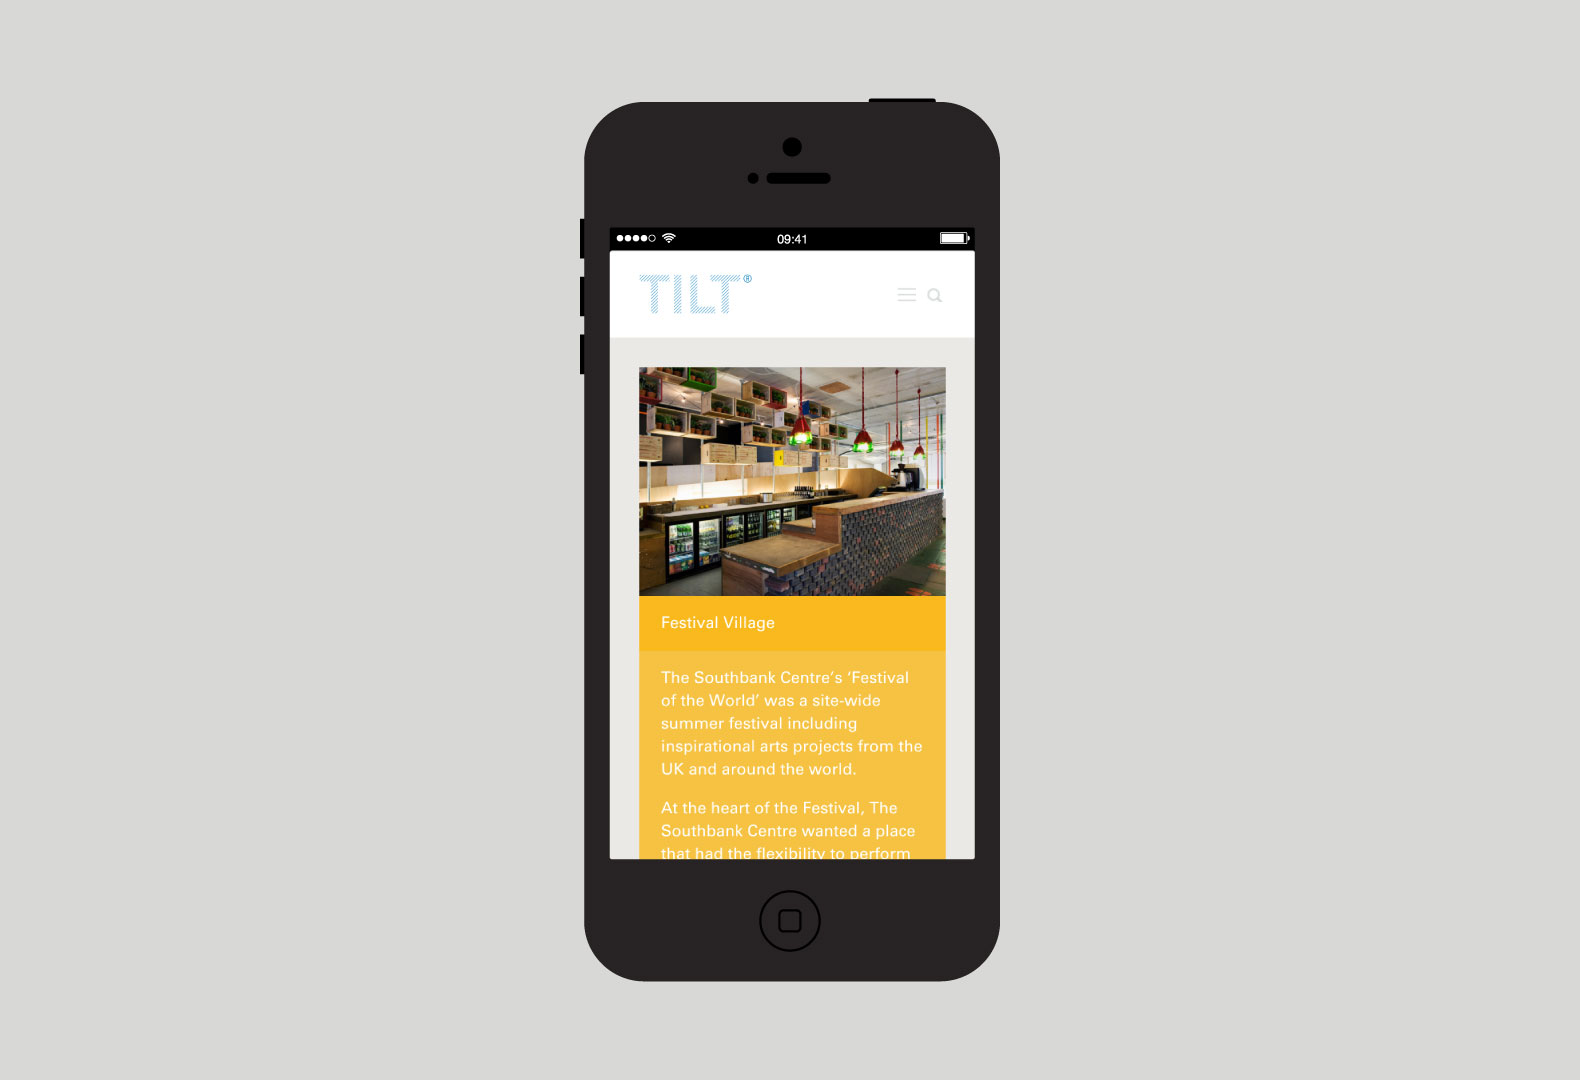 09:41
TILT®
Festival Village
The Southbank Centre’s ‘Festival
of the World’ was a site-wide
summer festival including
inspirational arts projects from the
UK and around the world.
At the heart of the Festival, The
Southbank Centre wanted a place
that had the flexibility to perform